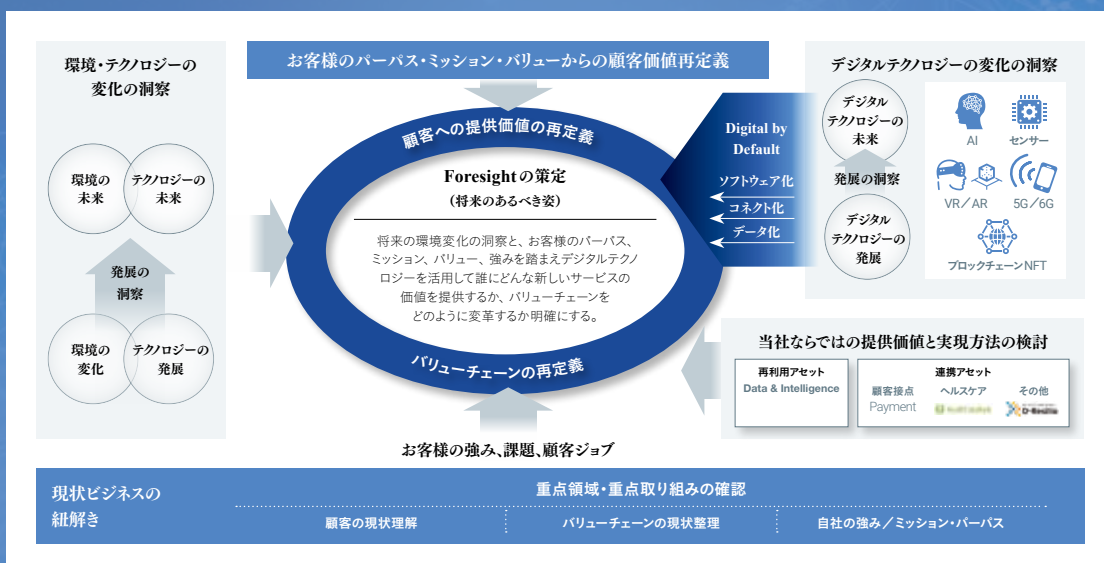 お客様のパーパス・ミッション・バリューからの顧客価値再定義
環境・テクノロジーの
変化の洞察
環境の
未来
テクノロジーの
未来
発展の
洞察
環境の
変化
テクノロジーの
発展
顧客への提供価値の再定義
Foresightの策定
(将来のあるべき姿)
将来の環境変化の洞察と、お客様のパーパス、
ミッション、バリュー、強みを踏まえデジタルテクノ
ロジーを活用して誰にどんな新しいサービスの
価値を提供するか、バリューチェーンを
どのように変革するか明確にする。
バリューチェーンの再定義
お客様の強み、課題、顧客ジョブ
Digital by
Default
ソフトウェア化
コネクト化
データ化
デジタルテクノロジーの変化の洞察
デジタル
テクノロジーの
未来
発展の洞察
デジタル
テクノロジーの
発展
AI
センサー
VR/AR
5G/6G
ブロックチェーンNFT
当社ならではの提供価値と実現方法の検討
再利用アセット
Data & Intelligence
連携アセット
顧客接点
Payment
ヘルスケア
その他
現状ビジネスの
紐解き
重点領域・重点取り組みの確認
顧客の現状理解
バリューチェーンの現状整理
自社の強み/ミッション・パーパス